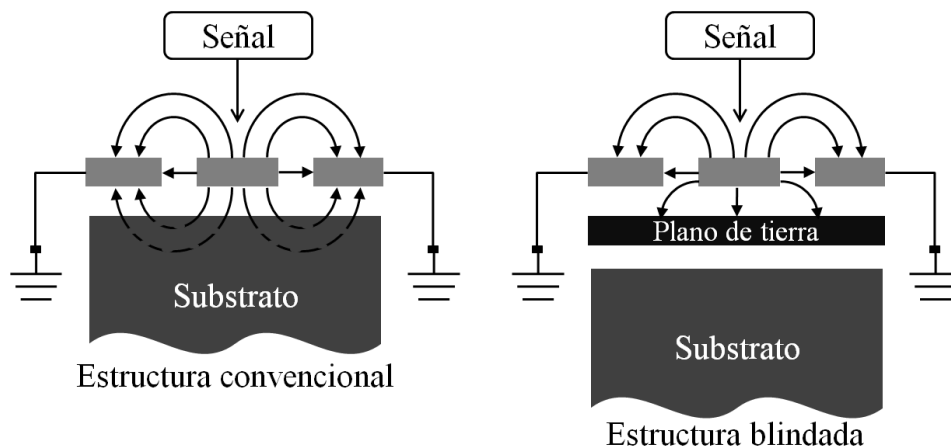 Señal
Substrato
Estructura convencional
Señal
Plano de tierra
Substrato
Estructura blindada